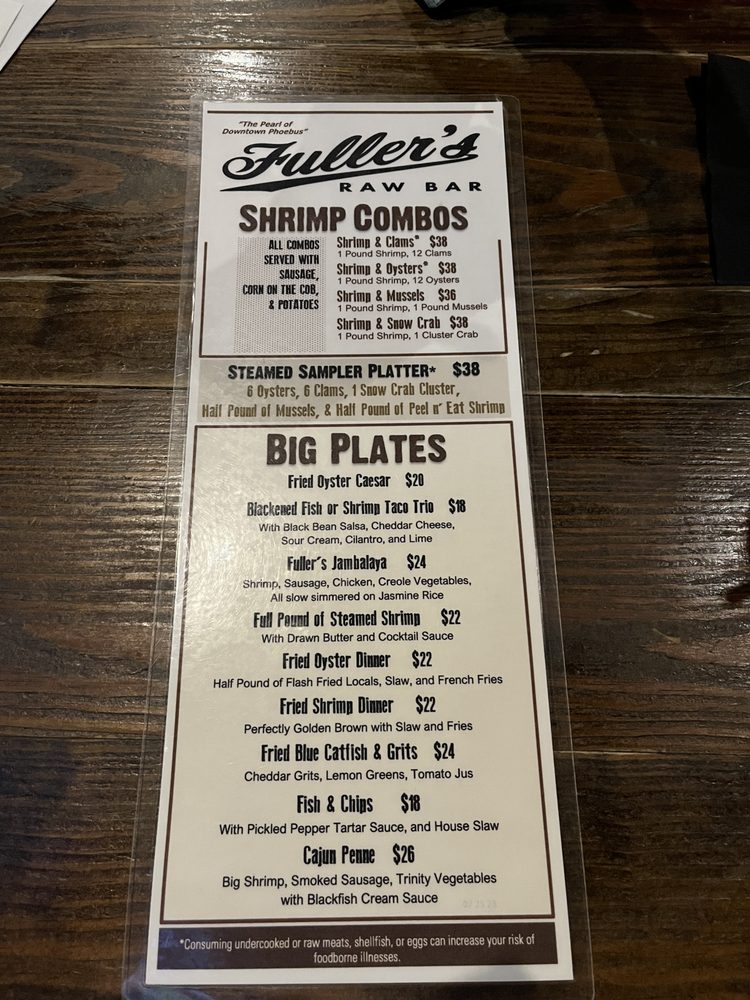 "The Pearl of
Downtown Phoebus"
Fuller's
RAW BAR
SHRIMP COMBOS
ALL COMBOS
SERVED WITH
SAUSAGE,
CORN ON THE COB,
& POTATOES
Shrimp & Clams* $38
1 Pound Shrimp, 12 Clams
Shrimp & Oysters* $38
1 Pound Shrimp, 12 Oysters
Shrimp & Mussels $36
1 Pound Shrimp, 1 Pound Mussels
Shrimp & Snow Crab $38
1 Pound Shrimp, 1 Cluster Crab
STEAMED SAMPLER PLATTER* $38
6 Oysters, 6 Clams, 1 Snow Crab Cluster,
Half Pound of Mussels, & Half Pound of Peel n' Eat Shrimp
BIG PLATES
Fried Oyster Caesar $20
Blackened Fish or Shrimp Taco Trio $18
With Black Bean Salsa, Cheddar Cheese,
Sour Cream, Cilantro, and Lime
Fuller's Jambalaya $24
Shrimp, Sausage, Chicken, Creole Vegetables,
All slow simmered on Jasmine Rice
Full Pound of Steamed Shrimp $22
With Drawn Butter and Cocktail Sauce
Fried Oyster Dinner $22
Half Pound of Flash Fried Locals, Slaw, and French Fries
Fried Shrimp Dinner $22
Perfectly Golden Brown with Slaw and Fries
Fried Blue Catfish & Grits $24
Cheddar Grits, Lemon Greens, Tomato Jus
Fish & Chips $18
With Pickled Pepper Tartar Sauce, and House Slaw
Cajun Penne $26
Big Shrimp, Smoked Sausage, Trinity Vegetables
with Blackfish Cream Sauce
*Consuming undercooked or raw meats, shellfish, or eggs can increase your risk of
foodborne illnesses.